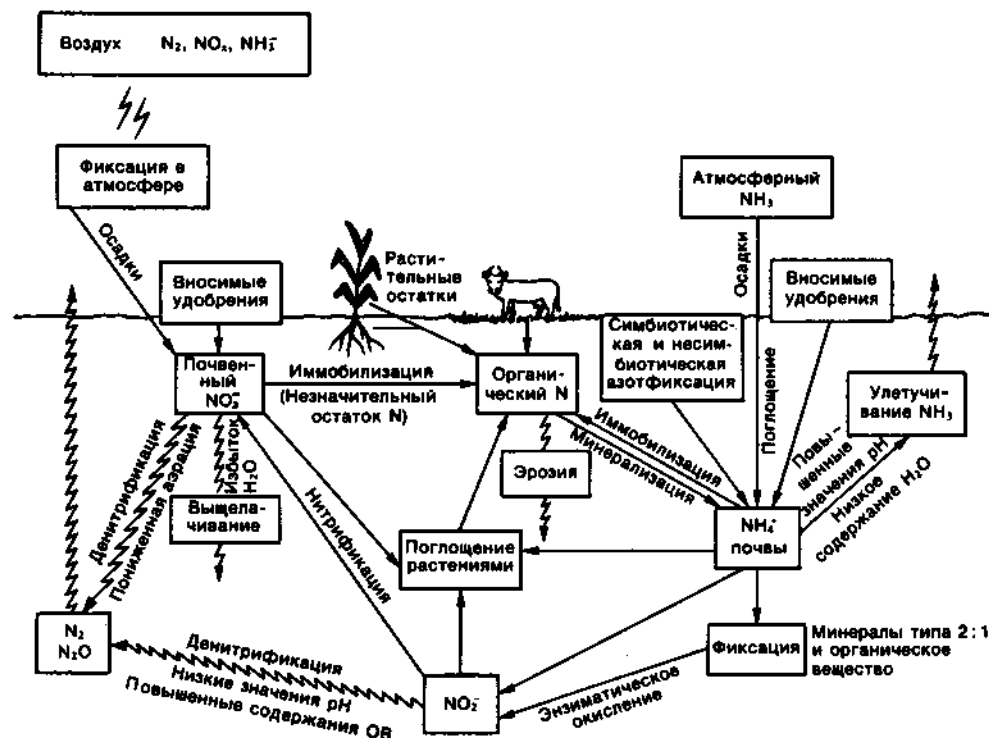 Воздух N₂, NOₓ, NH₂⁻
Фиксация в
атмосфере
Атмосферный
NH₃
Осадки
Осадки
Вносимые
удобрения
Расти-
тельные
остатки
Вносимые
удобрения
Симбиотичес-
кая и несим-
биотическая
азотфиксация
Почвен-
ный
NO₃⁻
Иммобилизация
(Незначительный
остаток N)
Органи-
ческий N
Поглощение
Улетучи-
вание NH₃
Иммобилизация
Минерализация
Повы-
шенные
значения pH
Низкое
содержание H₂O
Денитрификация
Пониженная аэрация
Избыток
H₂O
Эрозия
Выщела-
чивание
Нитрификация
NH₄⁺
почвы
Поглощение
растениями
N₂
N₂O
Фиксация
Минералы типа 2:1
и органическое
вещество
Денитрификация
Низкие значения pH
Повышенные содержания ОВ
NO₂⁻
Энзиматическое
окисление